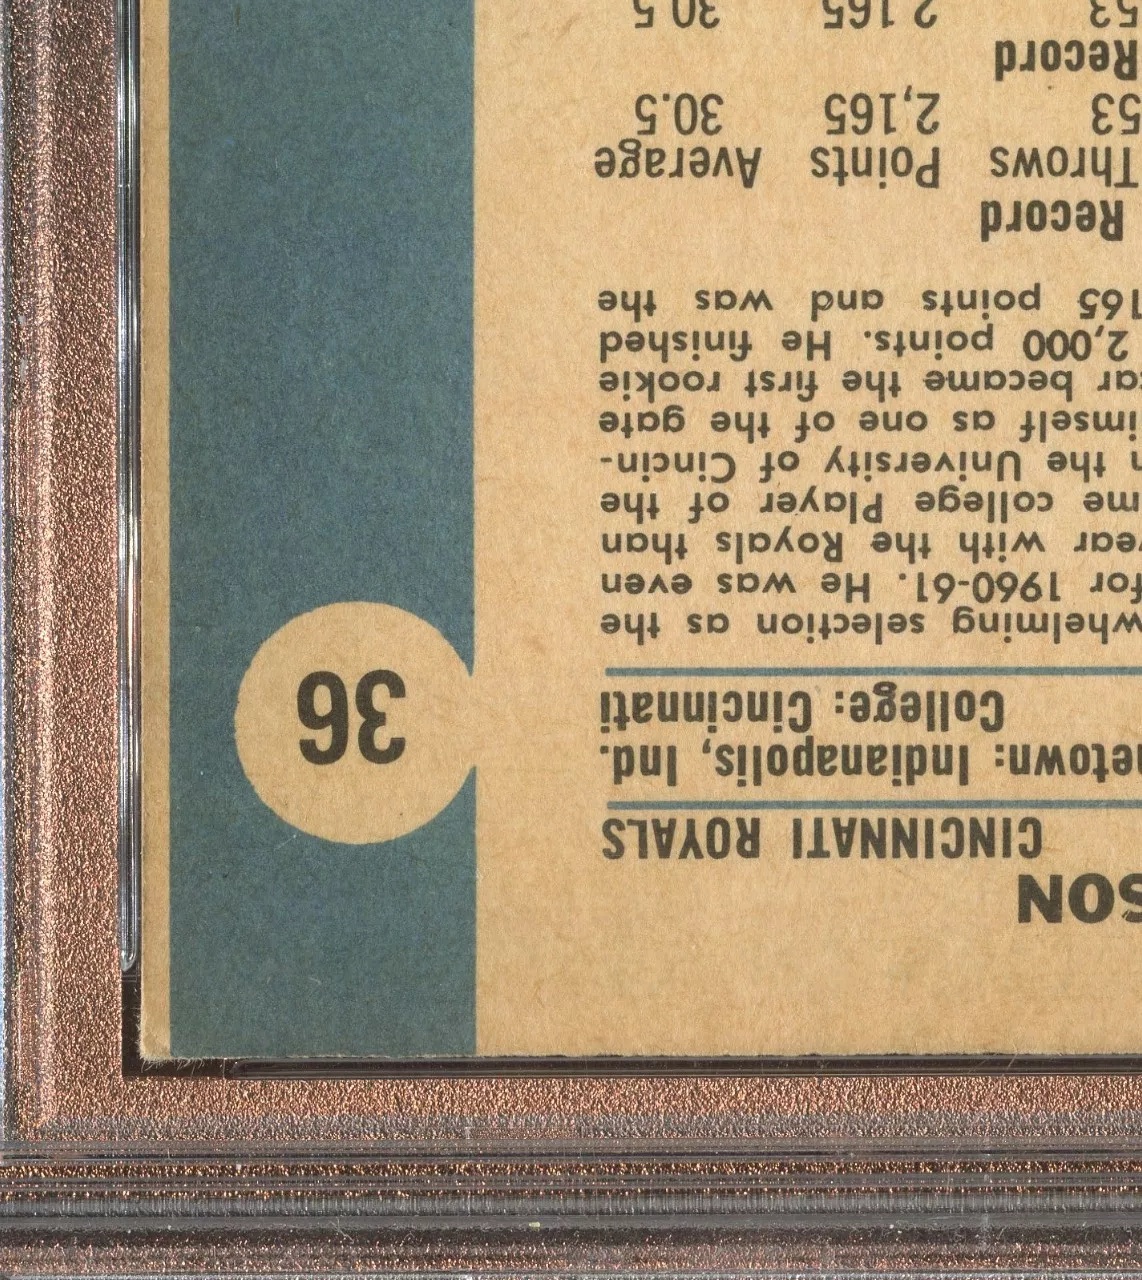 SON
CINCINNATI ROYALS
etown: Indianapolis, Ind.
36
College: Cincinnati
whelming selection as the
for 1960-61. He was even
ear with the Royals than
me college Player of the
n the University of Cincin-
imself as one of the gate
ar became the first rookie
2,000 points. He finished
165 points and was the
Record
Throws Points Average
53 2,165 30.5
Record
53 2,165 30.5